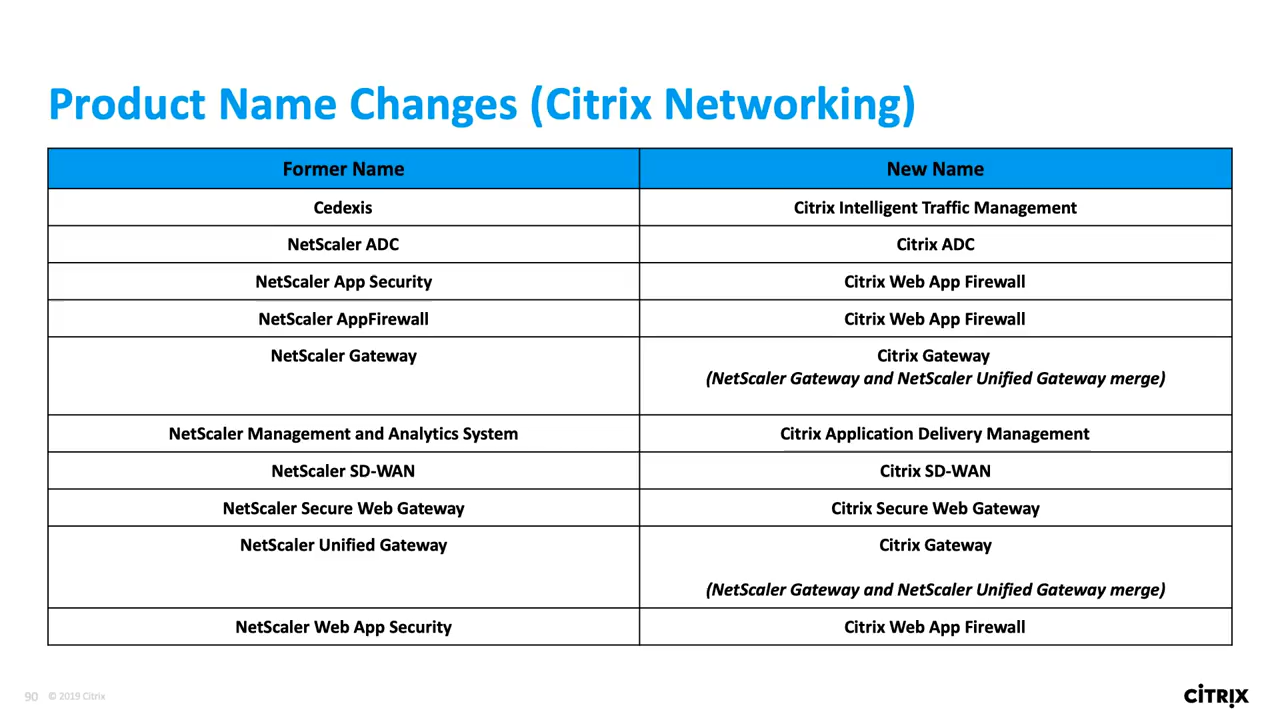 Product Name Changes (Citrix Networking)
Former Name New Name
Cedexis Citrix Intelligent Traffic Management
NetScaler ADC Citrix ADC
NetScaler App Security Citrix Web App Firewall
NetScaler AppFirewall Citrix Web App Firewall
NetScaler Gateway Citrix Gateway
(NetScaler Gateway and NetScaler Unified Gateway merge)
NetScaler Management and Analytics System Citrix Application Delivery Management
NetScaler SD-WAN Citrix SD-WAN
NetScaler Secure Web Gateway Citrix Secure Web Gateway
NetScaler Unified Gateway Citrix Gateway
(NetScaler Gateway and NetScaler Unified Gateway merge)
NetScaler Web App Security Citrix Web App Firewall
90 © 2019 Citrix
CiTRiX